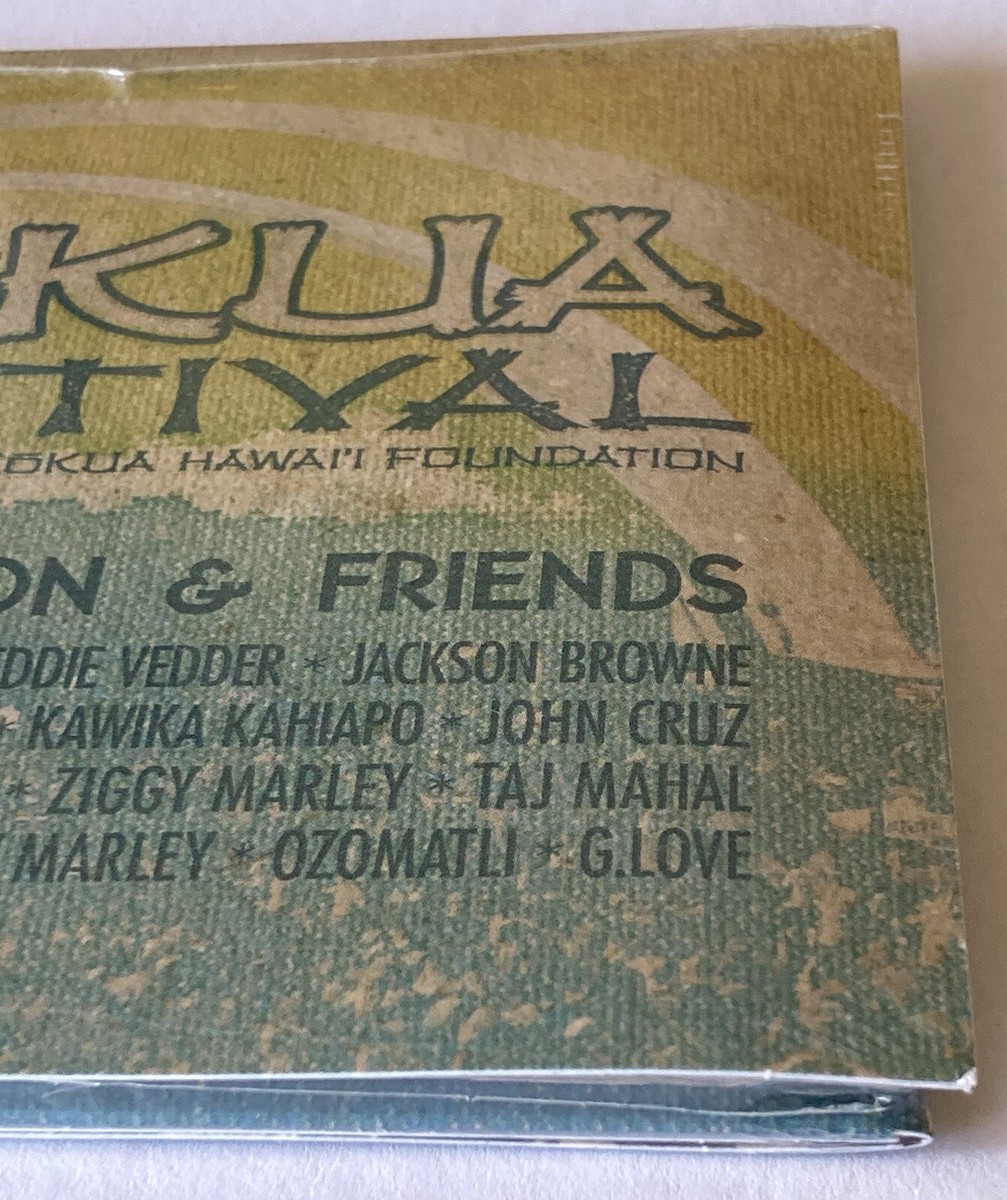 KUA
TIVAL
KŌKUA HAWAI'I FOUNDATION
ON & FRIENDS
EDDIE VEDDER * JACKSON BROWNE
* KAWIKA KAHIAPO * JOHN CRUZ
* ZIGGY MARLEY * TAJ MAHAL
MARLEY * OZOMATLI * G.LOVE